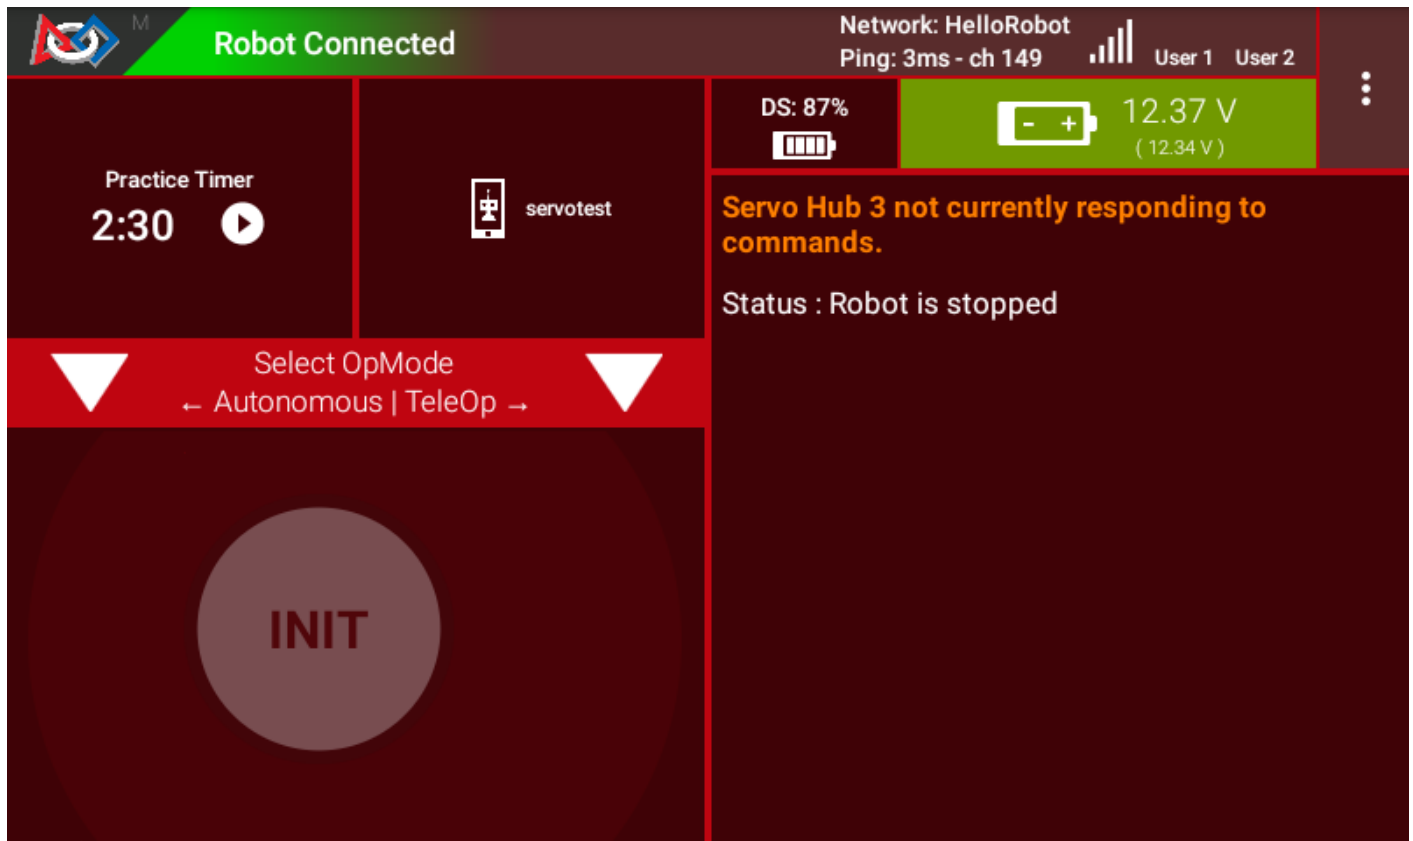 M
Robot Connected
Network: HelloRobot
Ping: 3ms - ch 149
User 1 User 2
Practice Timer
2:30
servotest
DS: 87%
- +
12.37 V
( 12.34 V )
Select OpMode
← Autonomous | TeleOp →
INIT
Servo Hub 3 not currently responding to
commands.
Status : Robot is stopped